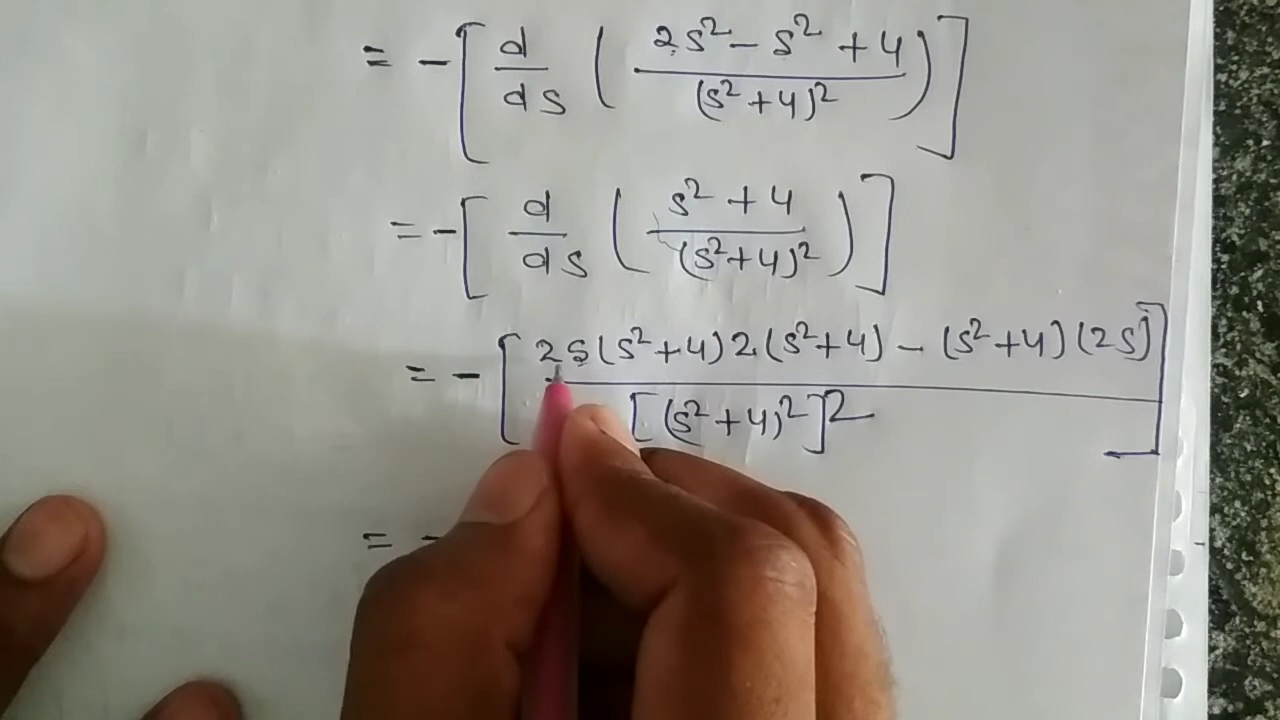 = - [ d/ds ( (2s² - s² + 4) / (s² + 4)² ) ]
= - [ d/ds ( (s² + 4) / (s² + 4)² ) ]
= - [ 2s(s² + 4) 2(s² + 4) - (s² + 4)(2s) / [(s² + 4)²]² ]
= -